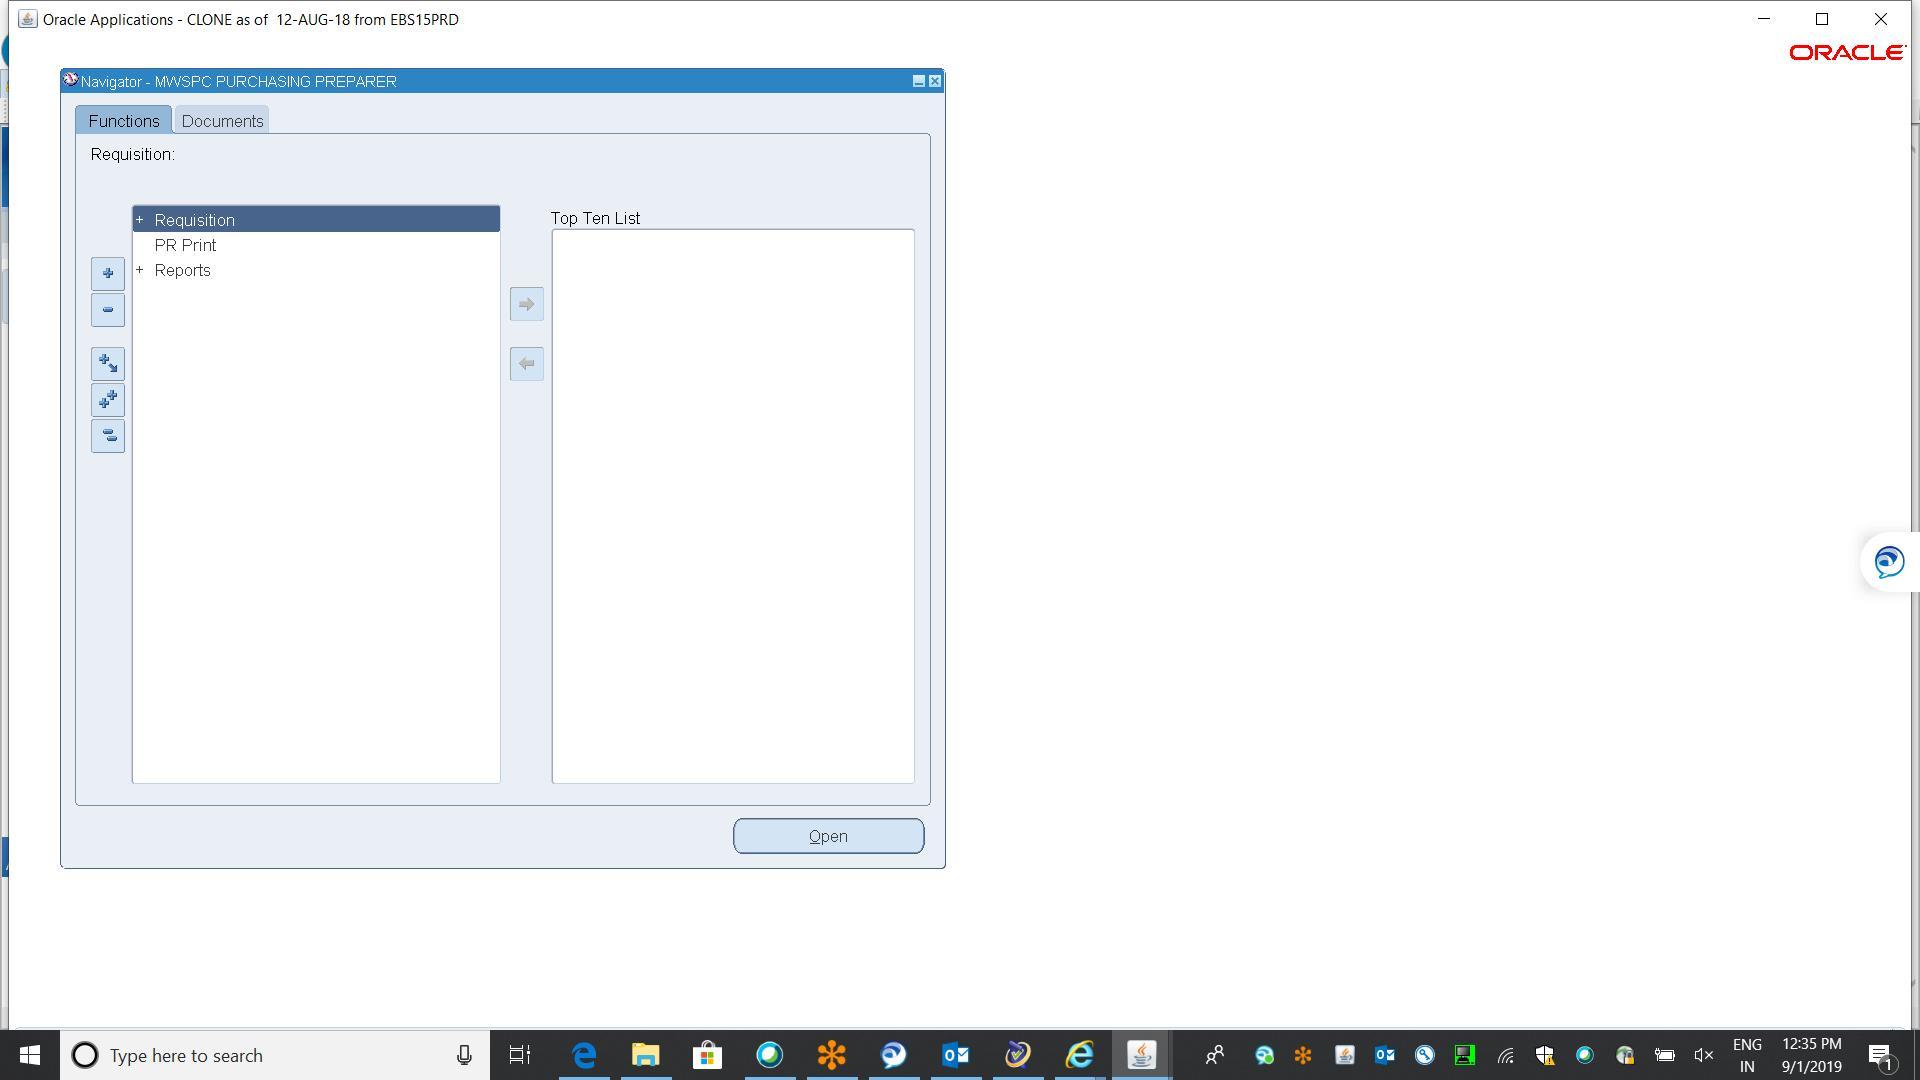 Oracle Applications - CLONE as of  12-AUG-18 from EBS15PRD
ORACLE
Navigator - MWSPC PURCHASING PREPARER
Functions
Documents
Requisition:
+ Requisition
PR Print
+ Reports
Top Ten List
Open
Type here to search
ENG
IN
12:35 PM
9/1/2019
1